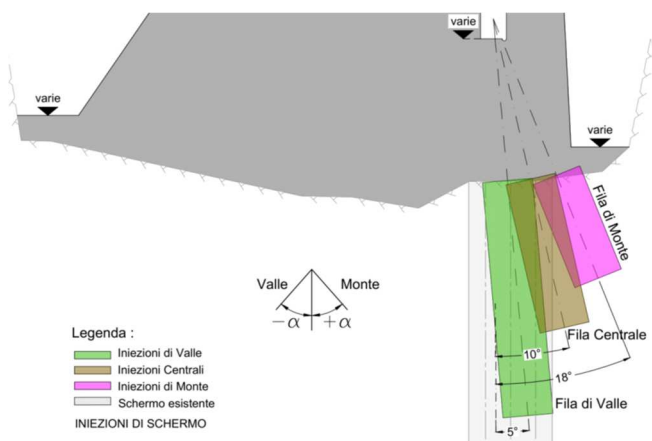 varie
varie
varie
Fila di Monte
Valle
Monte
-α
+α
Fila Centrale
10°
18°
Fila di Valle
5°
Legenda :
Iniezioni di Valle
Iniezioni Centrali
Iniezioni di Monte
Schermo esistente
INIEZIONI DI SCHERMO